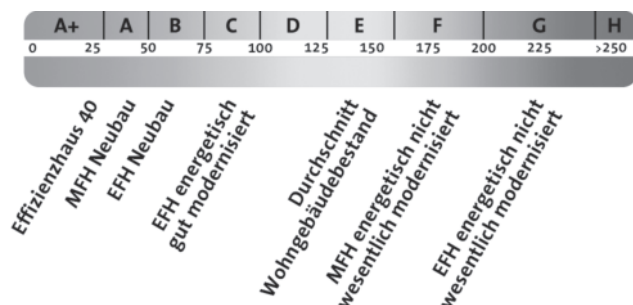 A+ A B C D E F G H
0 25 50 75 100 125 150 175 200 225 >250
Effizienzhaus 40
MFH Neubau
EFH Neubau
EFH energetisch
gut modernisiert
Durchschnitt
Wohngebäudebestand
MFH energetisch nicht
wesentlich modernisiert
EFH energetisch nicht
wesentlich modernisiert